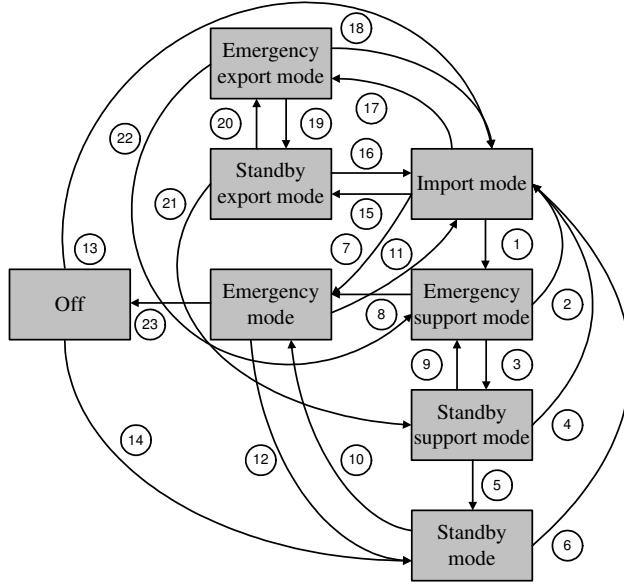 18
Emergency
export mode
22
20
19
17
Standby
export mode
16
Import mode
21
15
13
7
11
1
Off
Emergency
mode
Emergency
support mode
2
23
8
9
3
Standby
support mode
4
14
12
10
5
Standby
mode
6